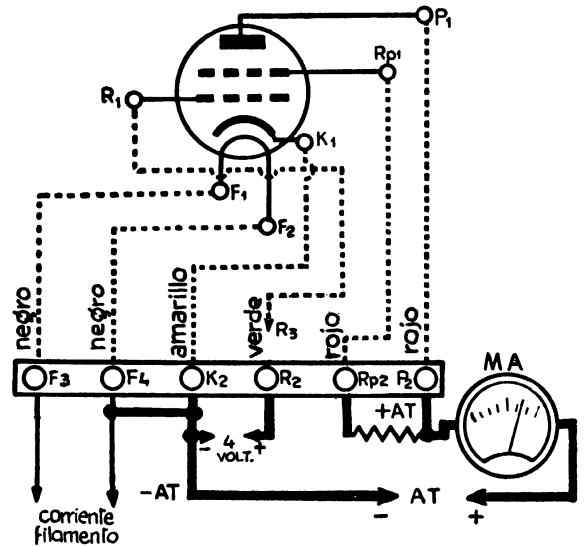 P1
Rp1
R1
K1
F1
F2
negro
negro
amarillo
verde
R3
rojo
rojo
MA
F3
F4
K2
R2
Rp2
P2
+AT
- 4 +
VOLT.
-AT
AT
- +
corriente
filamento